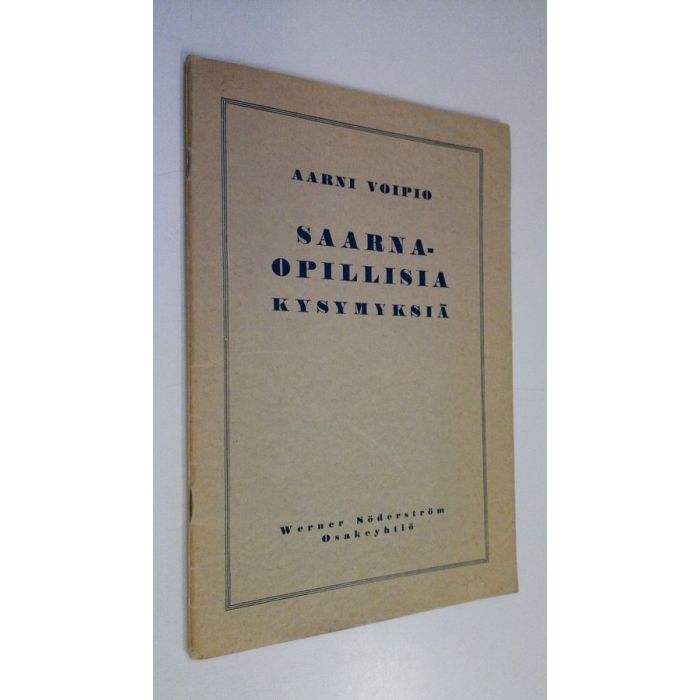 AARNI VOIPIO
SAARNA-
OPILLISIA
KYSYMYKSIÄ
Werner Söderström
Osakeyhtiö